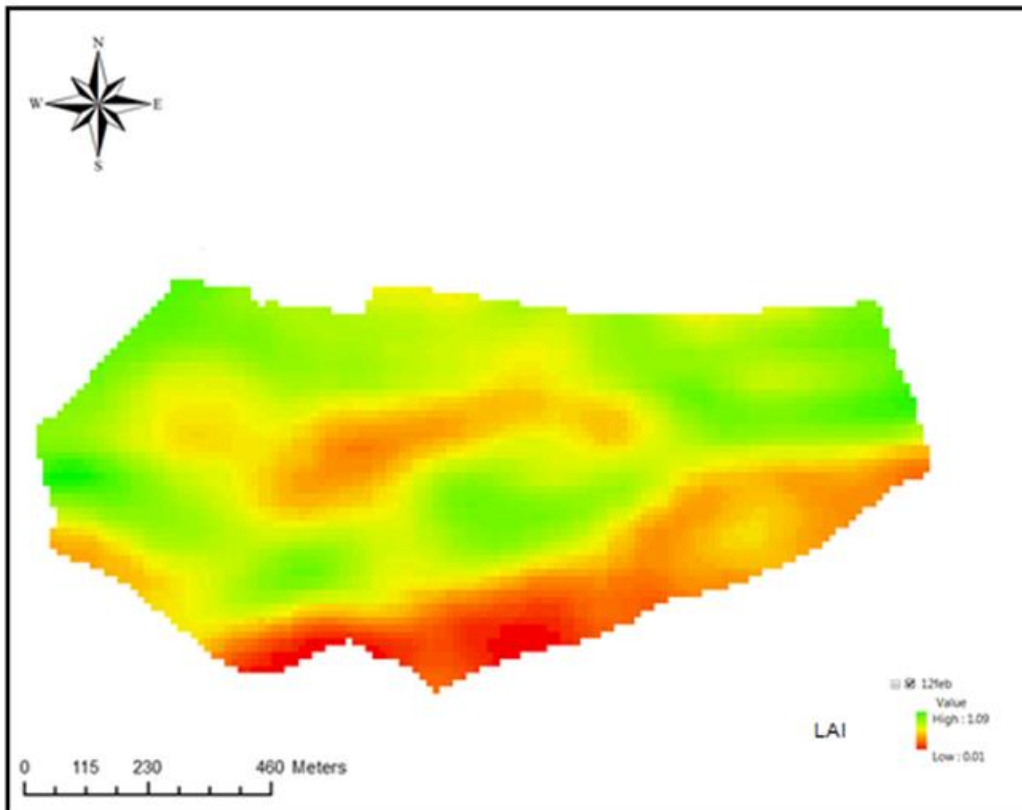 N
W E
S
12feb
Value
High : 1.09
LAI
Low : 0.01
0 115 230 460 Meters